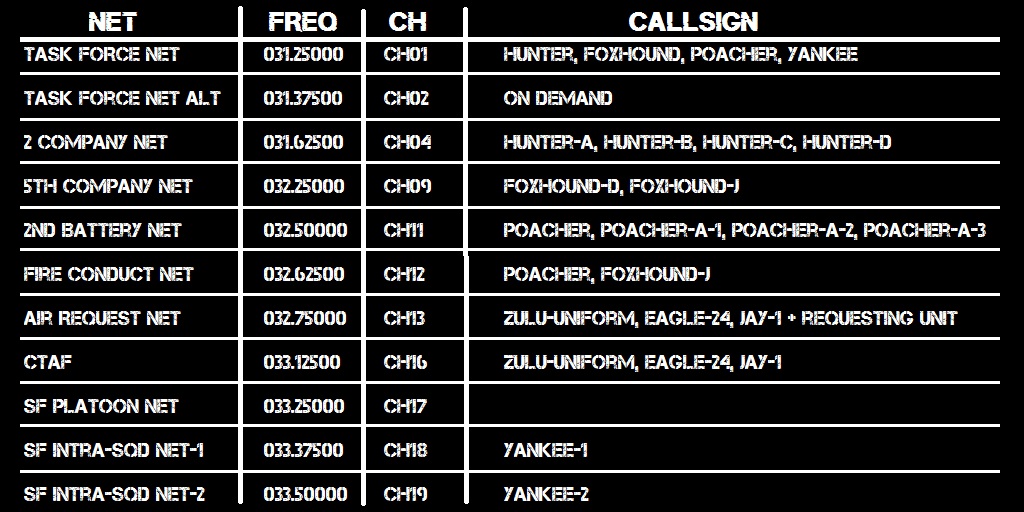 NET FREQ CH CALLSIGN
TASK FORCE NET 031.25000 CH01 HUNTER, FOXHOUND, POACHER, YANKEE
TASK FORCE NET ALT 031.37500 CH02 ON DEMAND
2 COMPANY NET 031.62500 CH04 HUNTER-A, HUNTER-B, HUNTER-C, HUNTER-D
5TH COMPANY NET 032.25000 CH09 FOXHOUND-D, FOXHOUND-J
2ND BATTERY NET 032.50000 CH11 POACHER, POACHER-A-1, POACHER-A-2, POACHER-A-3
FIRE CONDUCT NET 032.62500 CH12 POACHER, FOXHOUND-J
AIR REQUEST NET 032.75000 CH13 ZULU-UNIFORM, EAGLE-24, JAY-1 + REQUESTING UNIT
CTAF 033.12500 CH16 ZULU-UNIFORM, EAGLE-24, JAY-1
SF PLATOON NET 033.25000 CH17
SF INTRA-SOD NET-1 033.37500 CH18 YANKEE-1
SF INTRA-SOD NET-2 033.50000 CH19 YANKEE-2